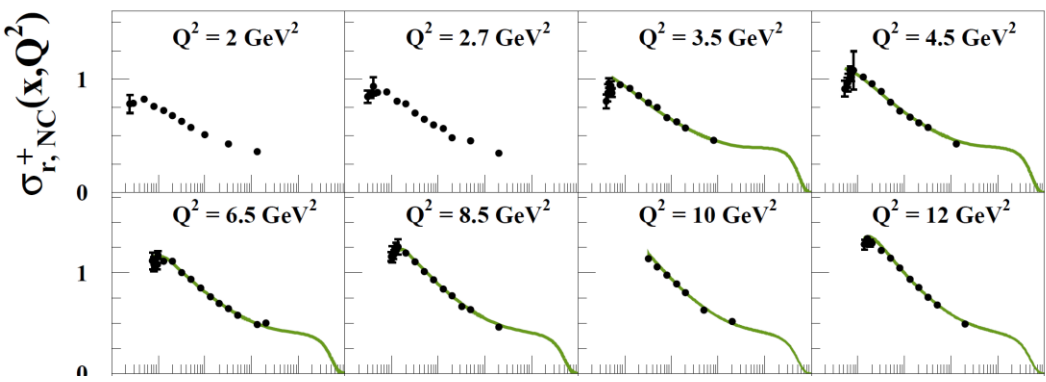 σ⁺r, NC(x,Q²)
Q² = 2 GeV²
Q² = 2.7 GeV²
Q² = 3.5 GeV²
Q² = 4.5 GeV²
1
0
Q² = 6.5 GeV²
Q² = 8.5 GeV²
Q² = 10 GeV²
Q² = 12 GeV²
1
0